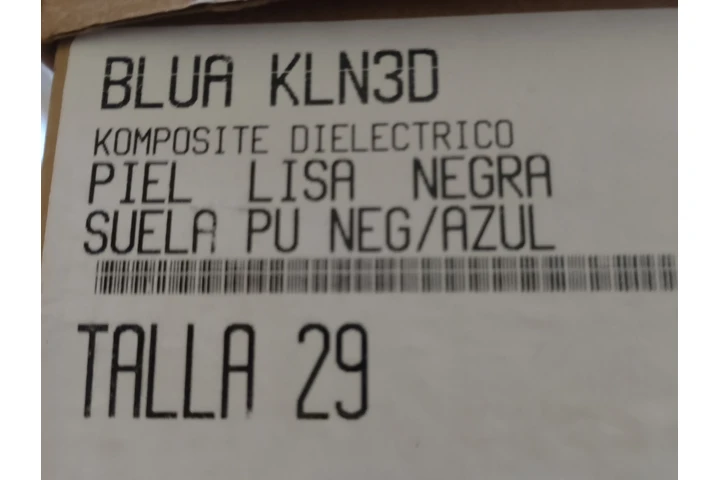 BLUA KLN3D
KOMPOSITE DIELECTRICO
PIEL LISA NEGRA
SUELA PU NEG/AZUL
TALLA 29